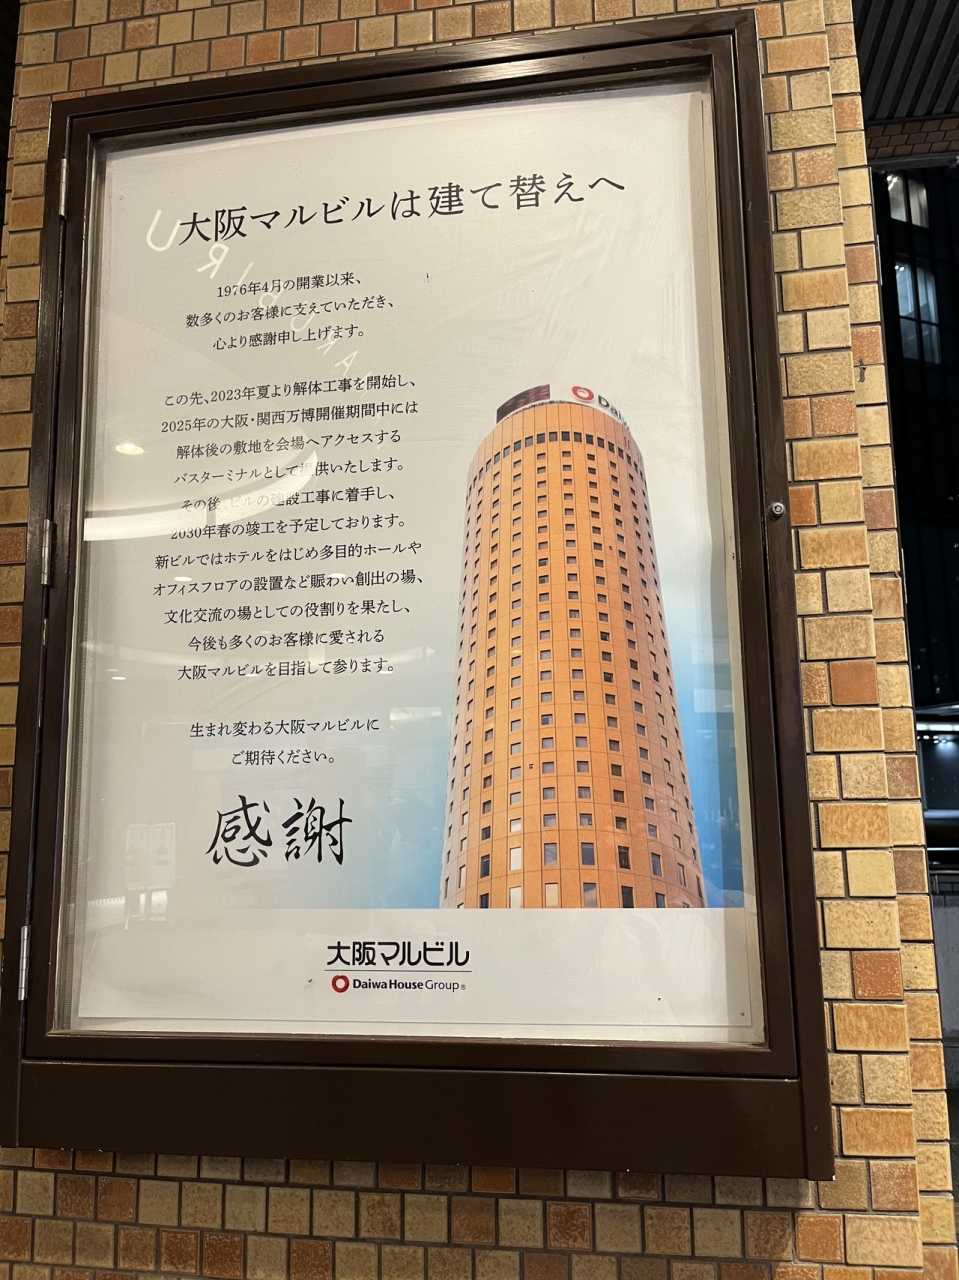 大阪マルビルは建て替えへ
1976年4月の開業以来、
数多くのお客様に支えていただき、
心より感謝申し上げます。
この先、2023年夏より解体工事を開始し、
2025年の大阪・関西万博開催期間中には
解体後の敷地を会場へアクセスする
バスターミナルとして提供いたします。
その後、ビルの建設工事に着手し、
2030年春の竣工を予定しております。
新ビルではホテルをはじめ多目的ホールや
オフィスフロアの設置など賑わい創出の場、
文化交流の場としての役割りを果たし、
今後も多くのお客様に愛される
大阪マルビルを目指して参ります。
生まれ変わる大阪マルビルに
ご期待ください。
感謝
Daiw
大阪マルビル
Daiwa House Group®